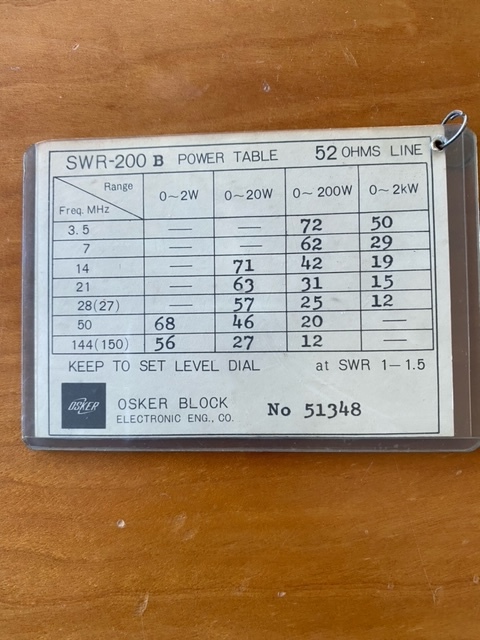 SWR-200 B POWER TABLE 52 OHMS LINE
Range
Freq. MHz 0~2W 0~20W 0~200W 0~2kW
3.5 — — 72 50
7 — — 62 29
14 — 71 42 19
21 — 63 31 15
28(27) — 57 25 12
50 68 46 20 —
144(150) 56 27 12 —
KEEP TO SET LEVEL DIAL at SWR 1—1.5
OSKER
OSKER BLOCK
ELECTRONIC ENG., CO.
No 51348